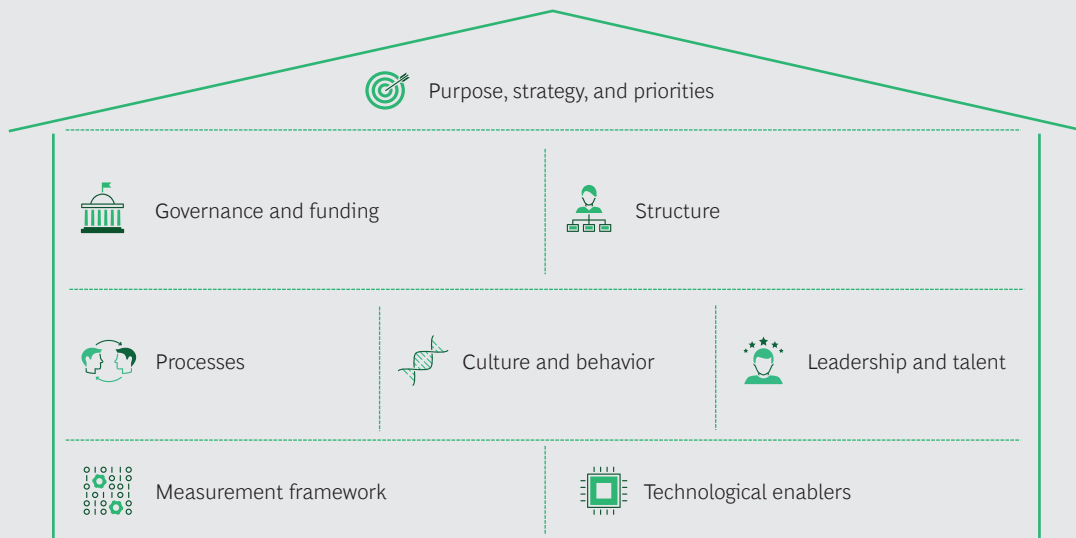 Purpose, strategy, and priorities
Governance and funding
Structure
Processes
Culture and behavior
Leadership and talent
Measurement framework
Technological enablers